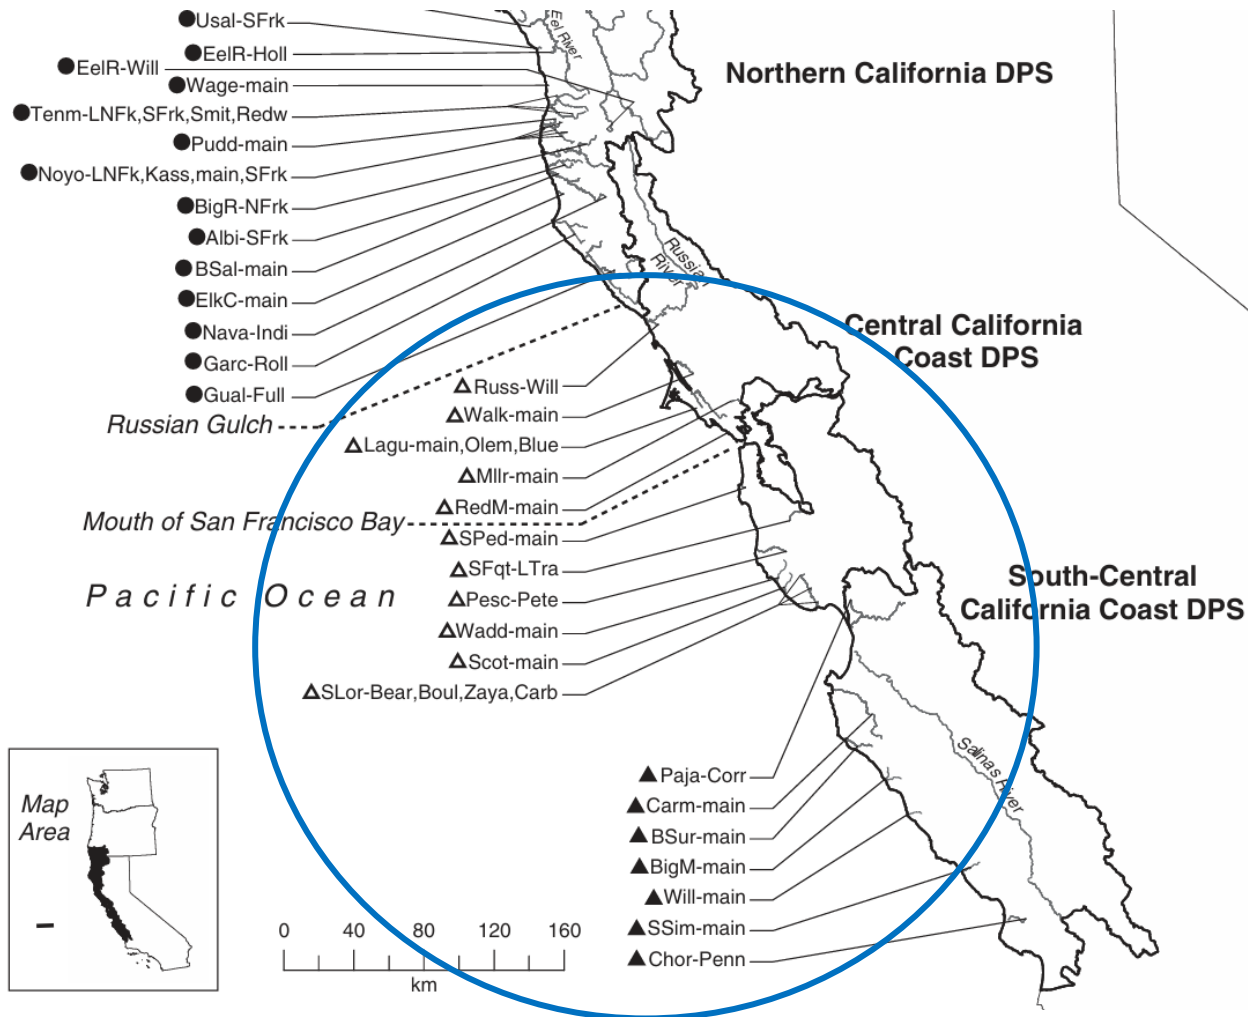 Usal-SFrk
Eel River
EelR-Holl
EelR-Will
Northern California DPS
Wage-main
Tenm-LNFk,SFrk,Smit,Redw
Pudd-main
Noyo-LNFk,Kass,main,SFrk
BigR-NFrk
Albi-SFrk
Russian
River
BSal-main
ElkC-main
Nava-Indi
Central California
Coast DPS
Garc-Roll
Gual-Full
Russ-Will
Walk-main
Russian Gulch
Lagu-main,Olem,Blue
Mllr-main
RedM-main
Mouth of San Francisco Bay
SPed-main
SFqt-LTra
South-Central
California Coast DPS
Pacific Ocean
Pesc-Pete
Wadd-main
Scot-main
SLor-Bear,Boul,Zaya,Carb
Salinas River
Paja-Corr
Map
Area
Carm-main
BSur-main
BigM-main
Will-main
SSim-main
Chor-Penn
0 40 80 120 160
km